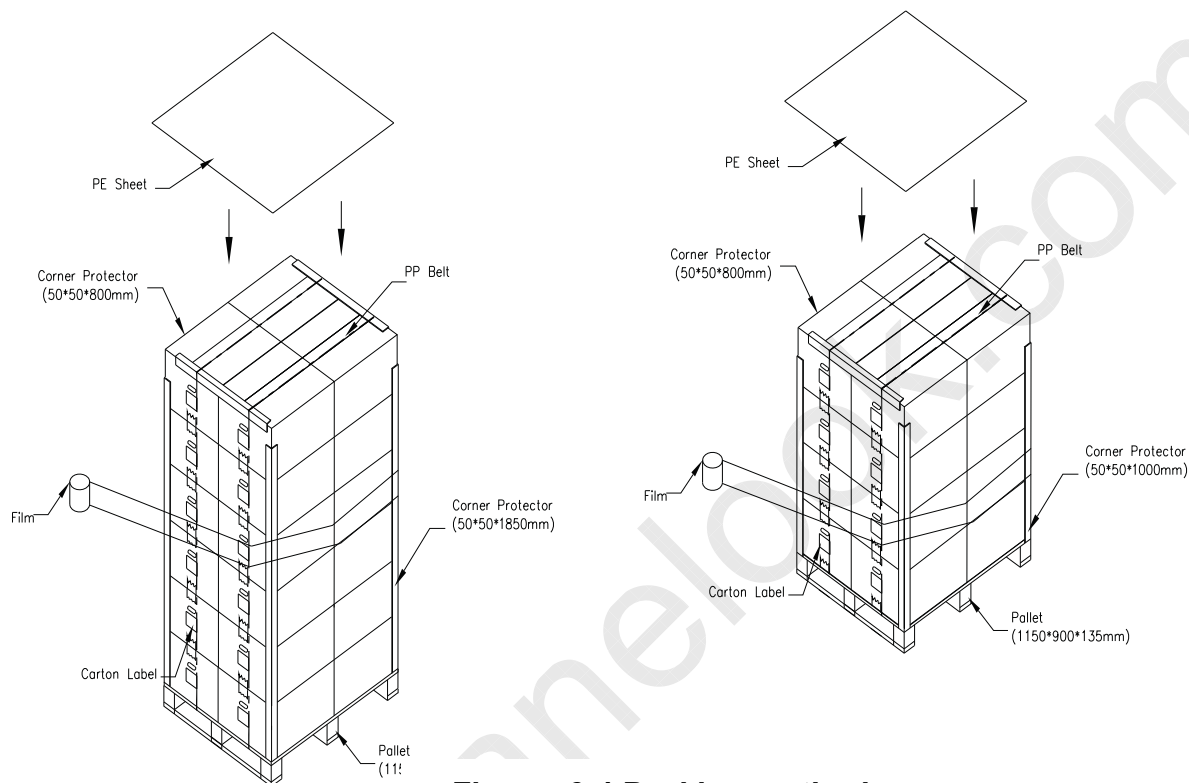 PE Sheet
Corner Protector
(50*50*800mm)
PP Belt
Film
Corner Protector
(50*50*1850mm)
Carton Label
Pallet
PE Sheet
Corner Protector
(50*50*800mm)
PP Belt
Film
Corner Protector
(50*50*1000mm)
Carton Label
Pallet
(1150*900*135mm)